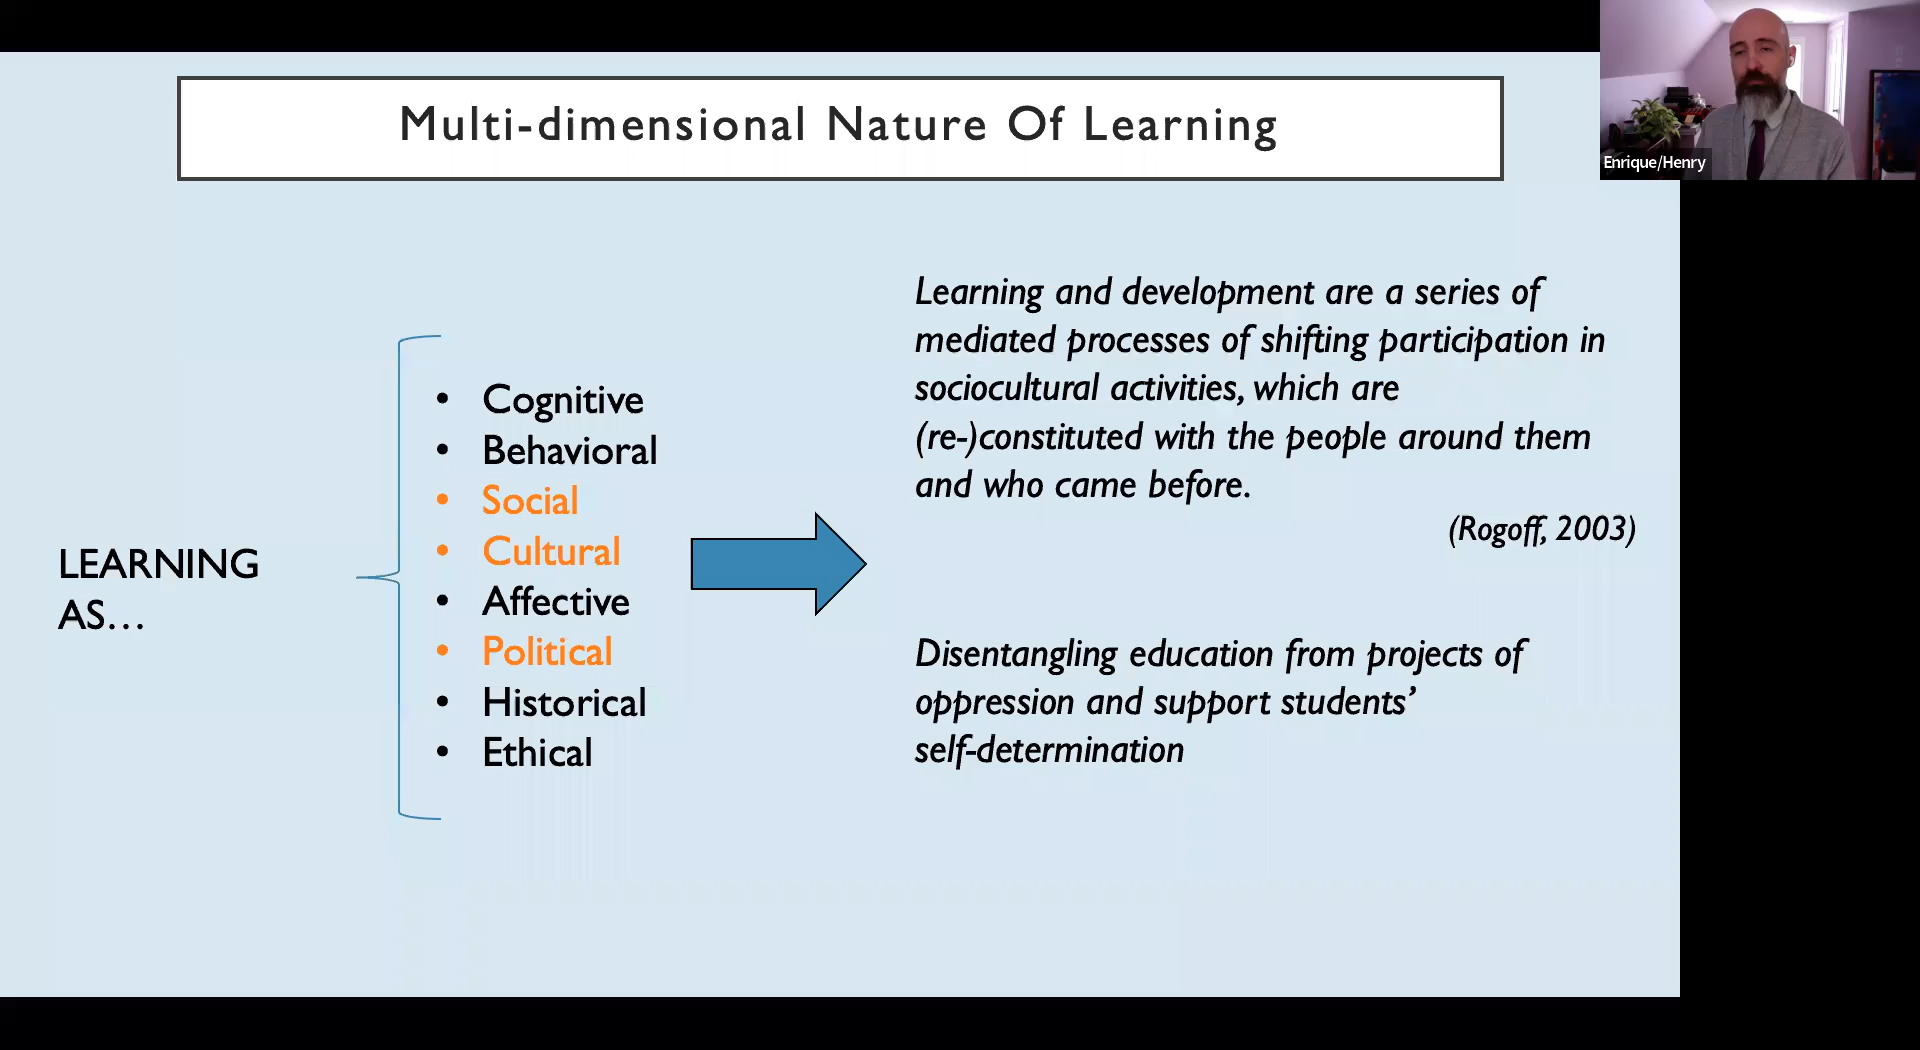 Multi-dimensional Nature Of Learning
Enrique/Henry
LEARNING
AS…
• Cognitive
• Behavioral
• Social
• Cultural
• Affective
• Political
• Historical
• Ethical
Learning and development are a series of
mediated processes of shifting participation in
sociocultural activities, which are
(re-)constituted with the people around them
and who came before.
(Rogoff, 2003)
Disentangling education from projects of
oppression and support students’
self-determination